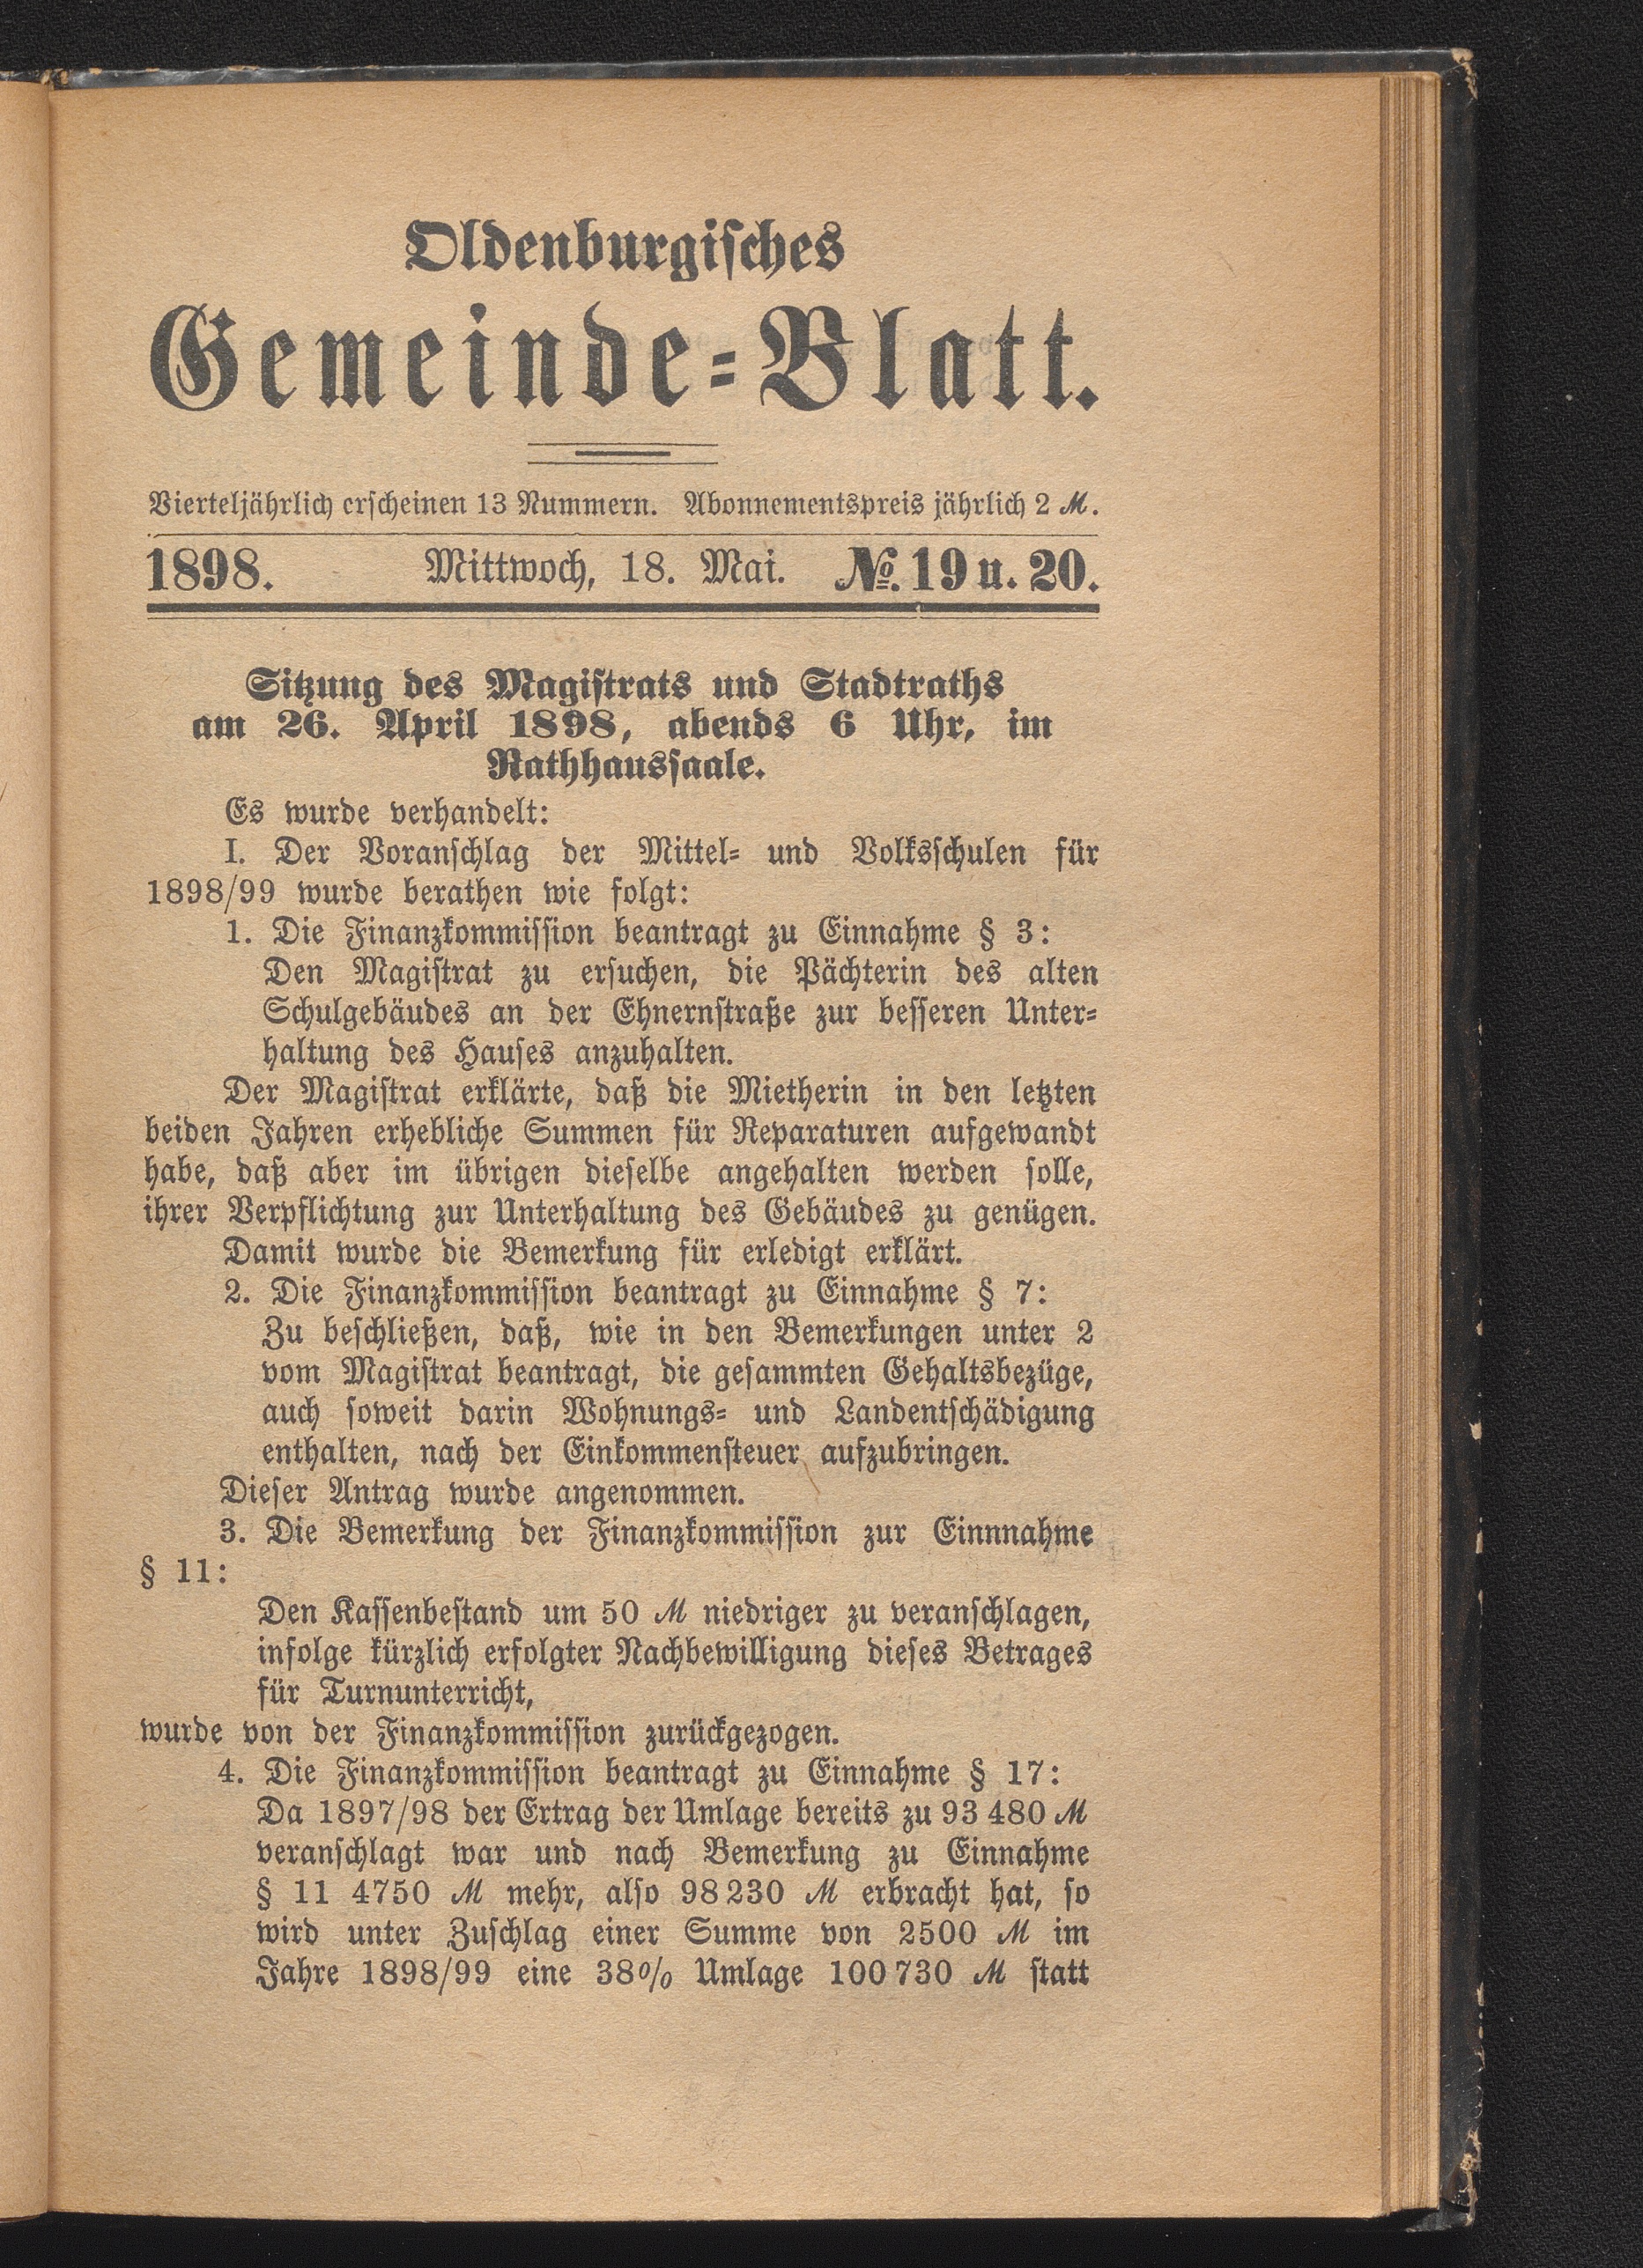 Oldenburgisches
Gemeinde=Blatt.
Vierteljährlich erscheinen 13 Nummern. Abonnementspreis jährlich 2 ℳ.
1898. Mittwoch, 18. Mai. №. 19 u. 20.
Sitzung des Magistrats und Stadtraths
am 26. April 1898, abends 6 Uhr, im
Rathhaussaale.
Es wurde verhandelt:
I. Der Voranschlag der Mittel= und Volksschulen für
1898/99 wurde berathen wie folgt:
1. Die Finanzkommission beantragt zu Einnahme § 3:
Den Magistrat zu ersuchen, die Pächterin des alten
Schulgebäudes an der Ehnernstraße zur besseren Unter=
haltung des Hauses anzuhalten.
Der Magistrat erklärte, daß die Mietherin in den letzten
beiden Jahren erhebliche Summen für Reparaturen aufgewandt
habe, daß aber im übrigen dieselbe angehalten werden solle,
ihrer Verpflichtung zur Unterhaltung des Gebäudes zu genügen.
Damit wurde die Bemerkung für erledigt erklärt.
2. Die Finanzkommission beantragt zu Einnahme § 7:
Zu beschließen, daß, wie in den Bemerkungen unter 2
vom Magistrat beantragt, die gesammten Gehaltsbezüge,
auch soweit darin Wohnungs= und Landentschädigung
enthalten, nach der Einkommensteuer aufzubringen.
Dieser Antrag wurde angenommen.
3. Die Bemerkung der Finanzkommission zur Einnnahme
§ 11:
Den Kassenbestand um 50 ℳ niedriger zu veranschlagen,
infolge kürzlich erfolgter Nachbewilligung dieses Betrages
für Turnunterricht,
wurde von der Finanzkommission zurückgezogen.
4. Die Finanzkommission beantragt zu Einnahme § 17:
Da 1897/98 der Ertrag der Umlage bereits zu 93 480 ℳ
veranschlagt war und nach Bemerkung zu Einnahme
§ 11 4750 ℳ mehr, also 98 230 ℳ erbracht hat, so
wird unter Zuschlag einer Summe von 2500 ℳ im
Jahre 1898/99 eine 38% Umlage 100 730 ℳ statt